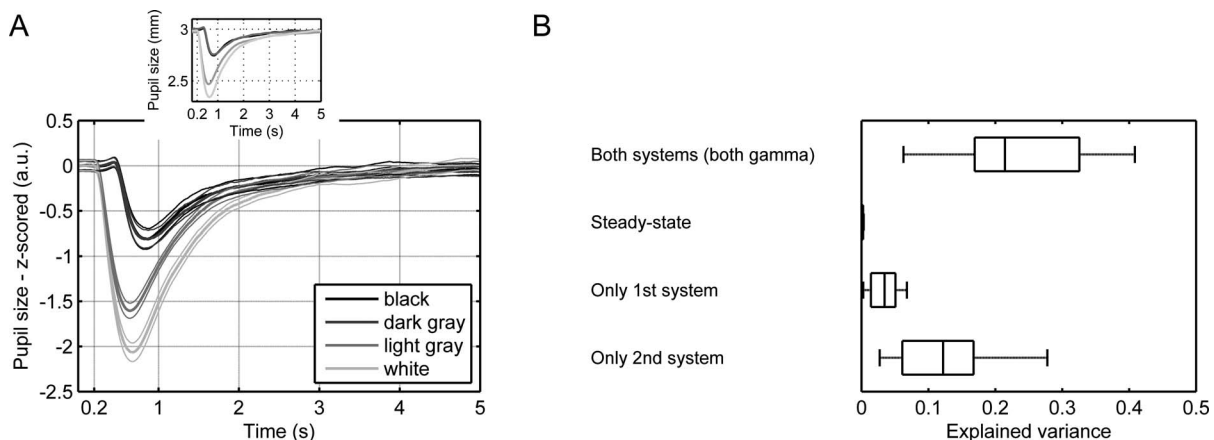 A
Pupil size (mm)
3
2.5
0.2 1 2 3 4 5
Time (s)
Pupil size - z-scored (a.u.)
0.5
0
-0.5
-1
-1.5
-2
-2.5
black
dark gray
light gray
white
0.2 1 2 3 4 5
Time (s)
B
Both systems (both gamma)
Steady-state
Only 1st system
Only 2nd system
0 0.1 0.2 0.3 0.4 0.5
Explained variance